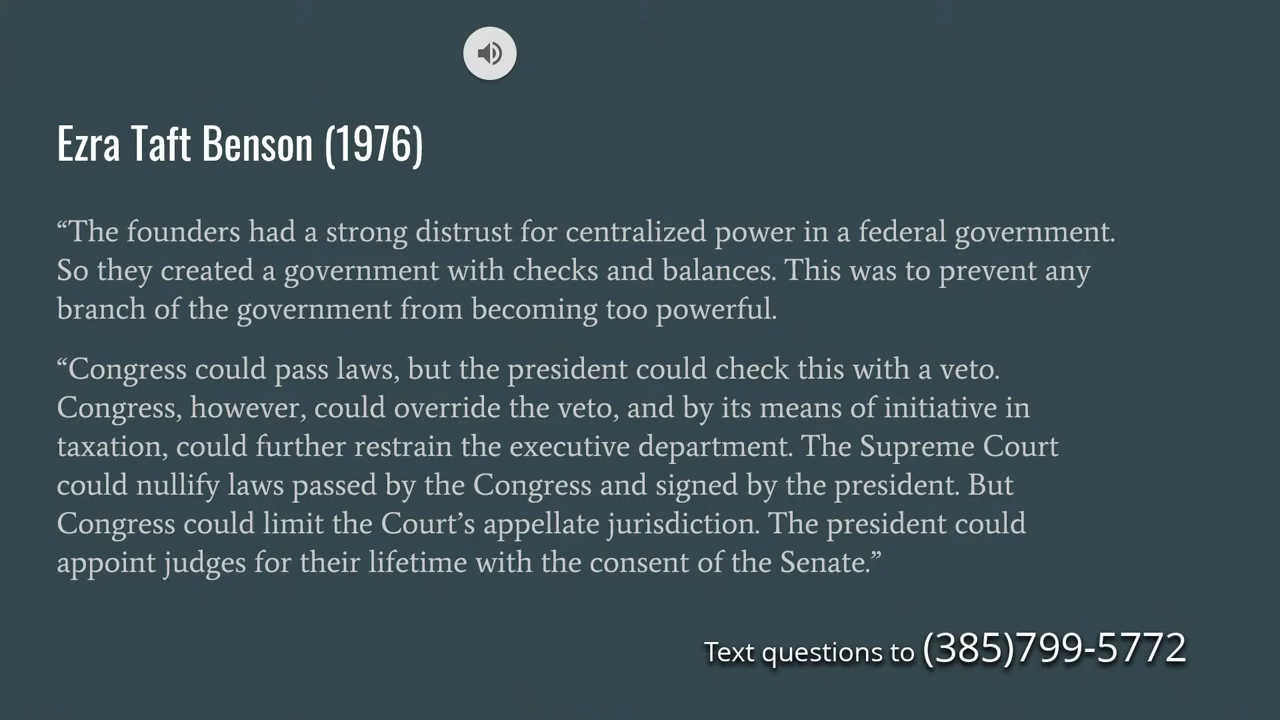 Ezra Taft Benson (1976)
“The founders had a strong distrust for centralized power in a federal government.
So they created a government with checks and balances. This was to prevent any
branch of the government from becoming too powerful.
“Congress could pass laws, but the president could check this with a veto.
Congress, however, could override the veto, and by its means of initiative in
taxation, could further restrain the executive department. The Supreme Court
could nullify laws passed by the Congress and signed by the president. But
Congress could limit the Court’s appellate jurisdiction. The president could
appoint judges for their lifetime with the consent of the Senate.”
Text questions to (385)799-5772